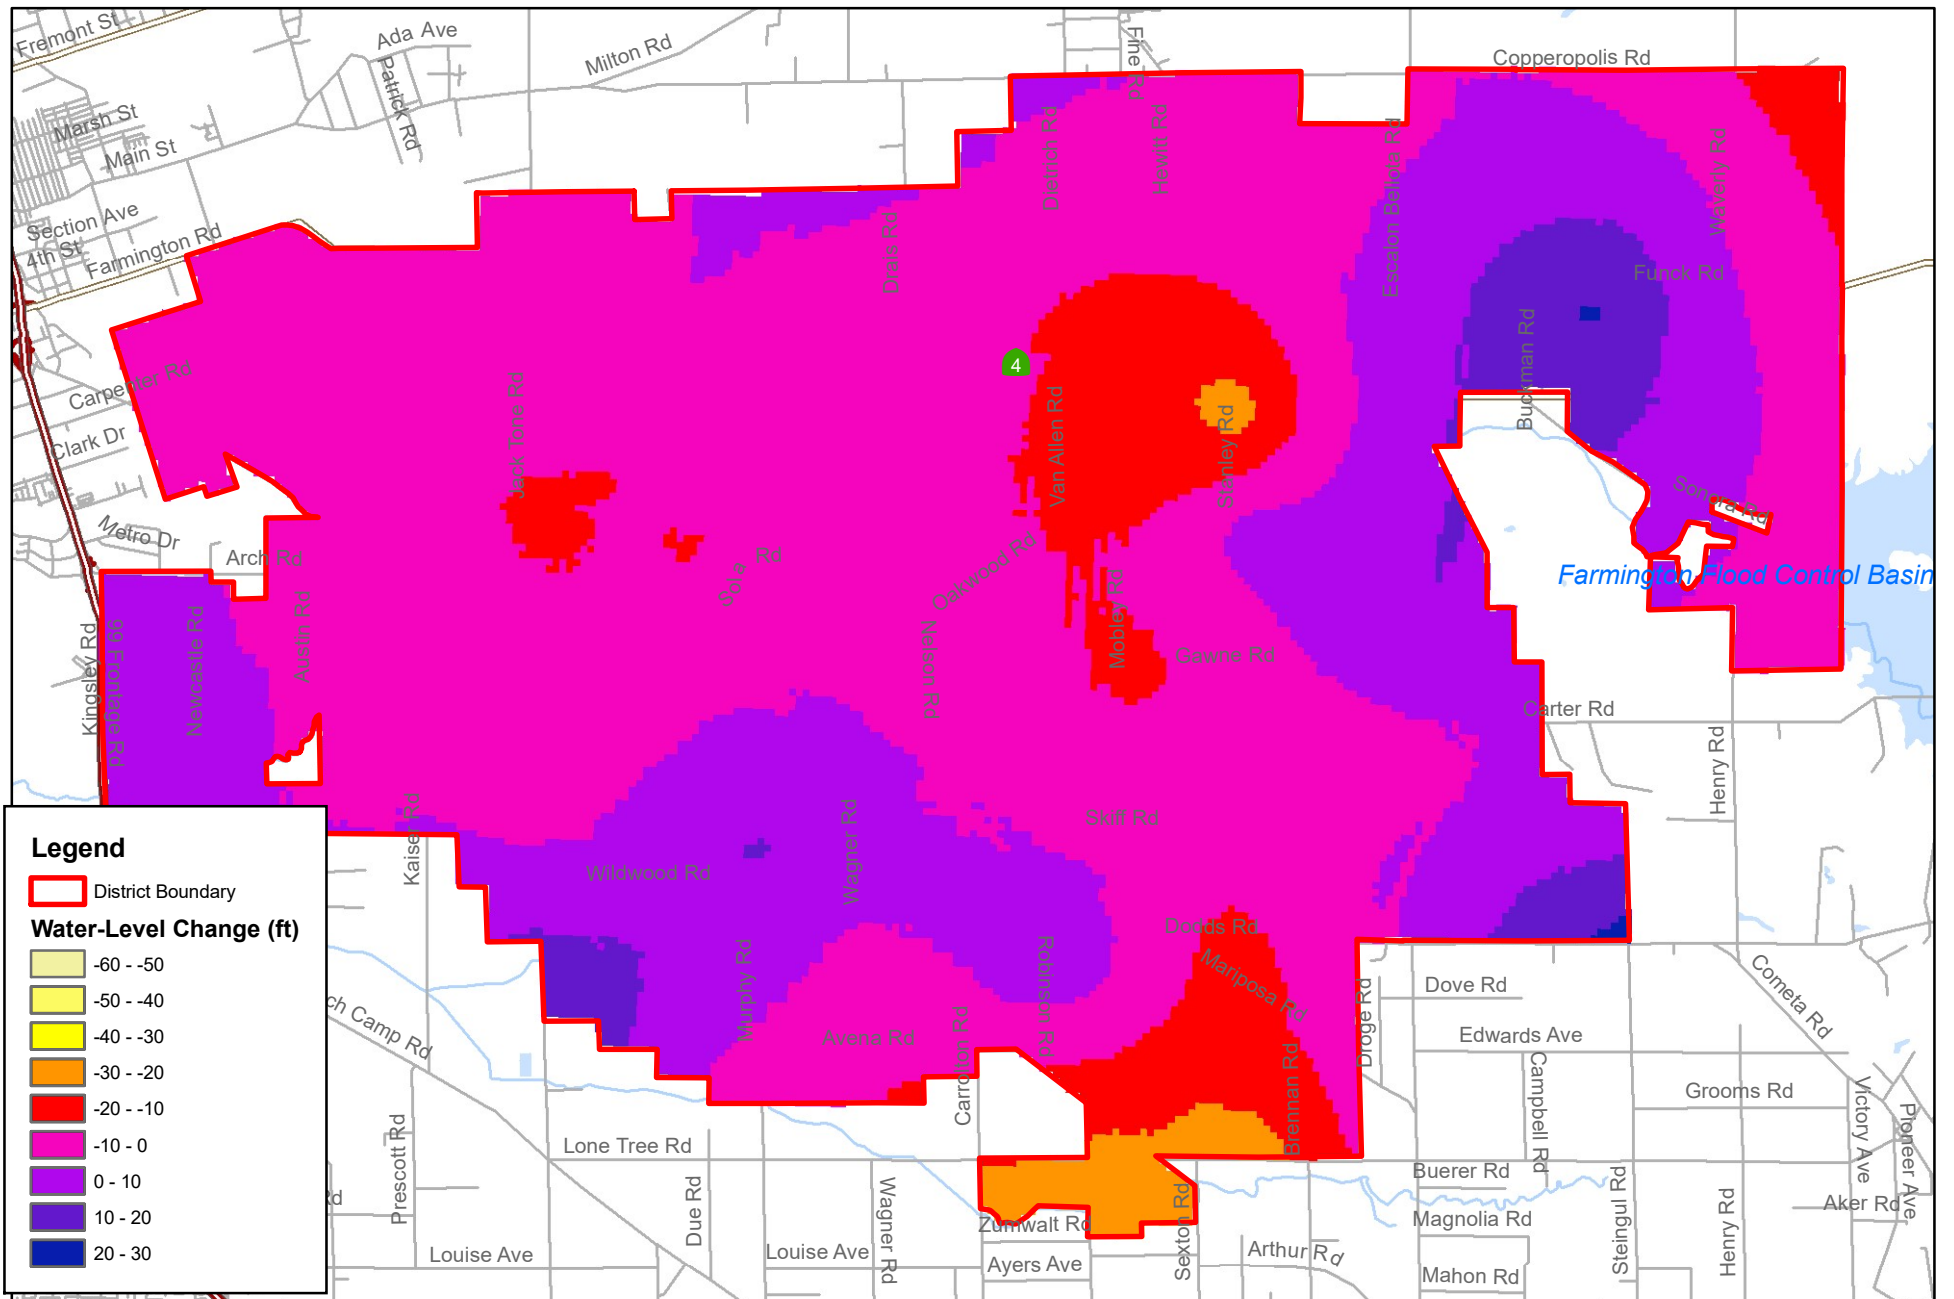 Fremont St
Ada Ave
Patrick Rd
Milton Rd
Fine Rd
Copperopolis Rd
Marsh St
Main St
Dietrich Rd
Hewitt Rd
Escalon Bellota Rd
Waverly Rd
Section Ave
4th St
Farmington Rd
Drais Rd
Funck Rd
Carpenter Rd
Clark Dr
Jack Tone Rd
4
Van Allen Rd
Stanley Rd
Buckman Rd
Sonora Rd
Metro Dr
Arch Rd
Rd
Oakwood Rd
Farmington Flood Control Basin
Kingsley Rd
99 Frontage Rd
Newcastle Rd
Austin Rd
Nelson Rd
Mobley Rd
Gawne Rd
Carter Rd
Henry Rd
Kaiser Rd
Wildwood Rd
Wagner Rd
Skiff Rd
Murphy Rd
Avena Rd
Robinson Rd
Carrolton Rd
Dodds Rd
Mariposa Rd
Brennan Rd
Droge Rd
Dove Rd
Cometa Rd
Edwards Ave
Campbell Rd
Grooms Rd
Victory Ave
Pioneer Ave
ch Camp Rd
Prescott Rd
Lone Tree Rd
Due Rd
Wagner Rd
Louise Ave
Louise Ave
Zumwalt Rd
Ayers Ave
Sexton Rd
Arthur Rd
Buerer Rd
Magnolia Rd
Mahon Rd
Steingul Rd
Henry Rd
Aker Rd
Rd
Legend
District Boundary
Water-Level Change (ft)
-60 - -50
-50 - -40
-40 - -30
-30 - -20
-20 - -10
-10 - 0
0 - 10
10 - 20
20 - 30